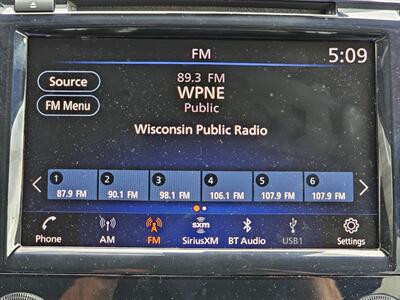 FM
5:09
Source
FM Menu
89.3 FM
WPNE
Public
Wisconsin Public Radio
1 2 3 4 5 6
87.9 FM 90.1 FM 98.1 FM 106.1 FM 107.9 FM 107.9 FM
sxm
Phone AM FM SiriusXM BT Audio USB1 Settings